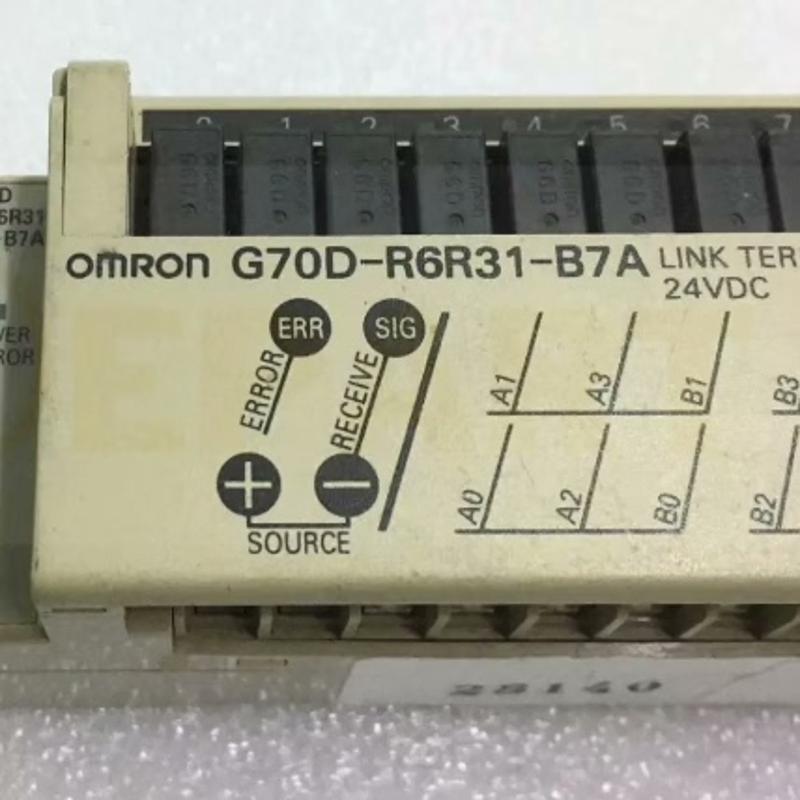 0 1 2 3 4 5 6 7
D
6R31
-B7A
omron G70D-R6R31-B7A LINK TER
24VDC
VER
ROR
ERR SIG
ERROR RECEIVE
A1 A3 B1 B3
A0 A2 B0 B2
+ −
SOURCE
28140